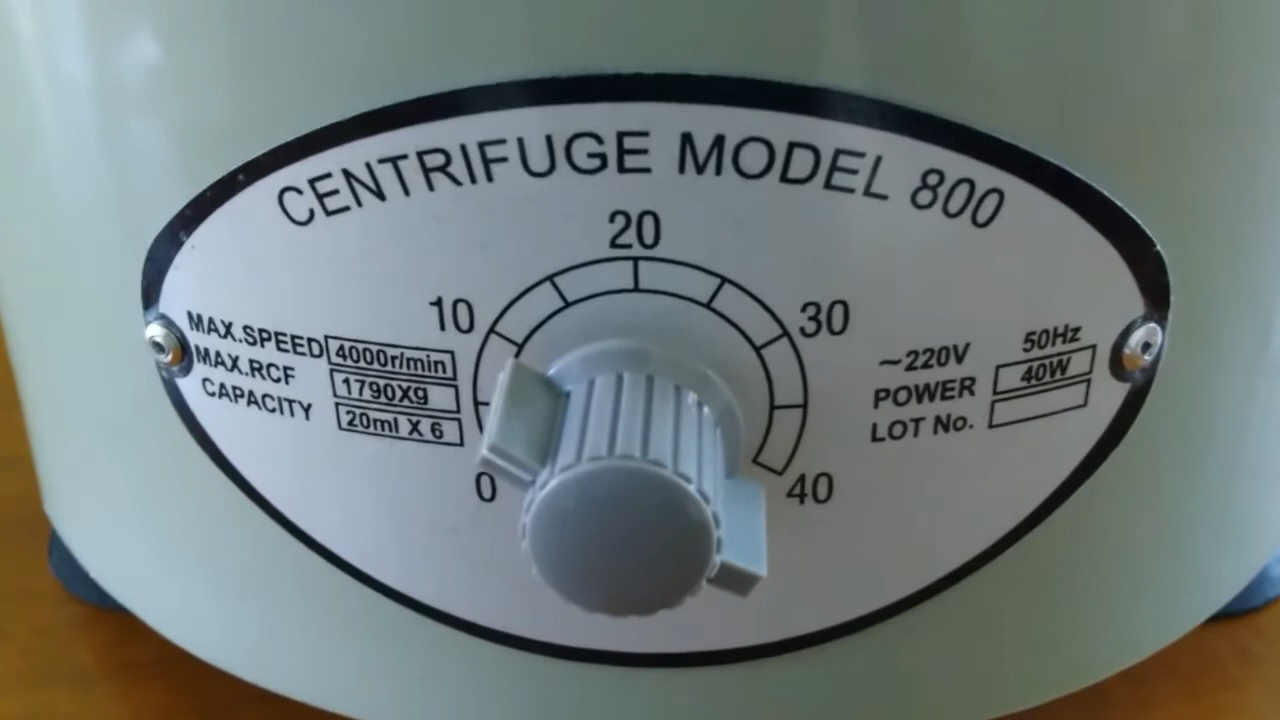 CENTRIFUGE MODEL 800
20
10
30
MAX.SPEED 4000r/min
MAX.RCF 1790Xg
CAPACITY 20ml X 6
~220V 50Hz
POWER 40W
LOT No.
0
40